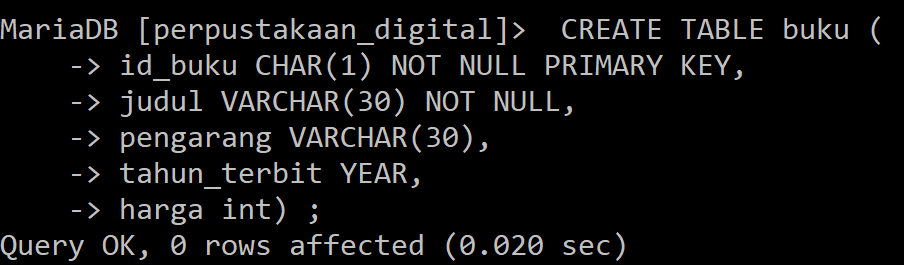 MariaDB [perpustakaan_digital]>  CREATE TABLE buku (
    -> id_buku CHAR(1) NOT NULL PRIMARY KEY,
    -> judul VARCHAR(30) NOT NULL,
    -> pengarang VARCHAR(30),
    -> tahun_terbit YEAR,
    -> harga int) ;
Query OK, 0 rows affected (0.020 sec)